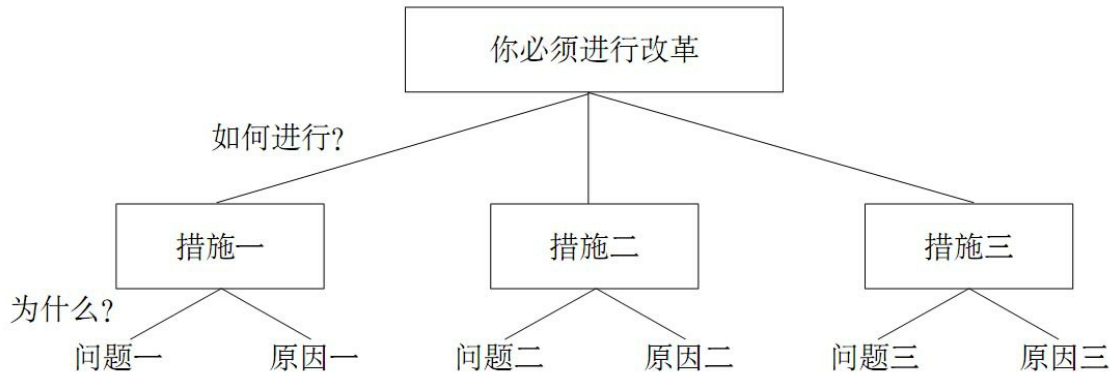 你必须进行改革
如何进行?
措施一
措施二
措施三
为什么?
问题一
原因一
问题二
原因二
问题三
原因三